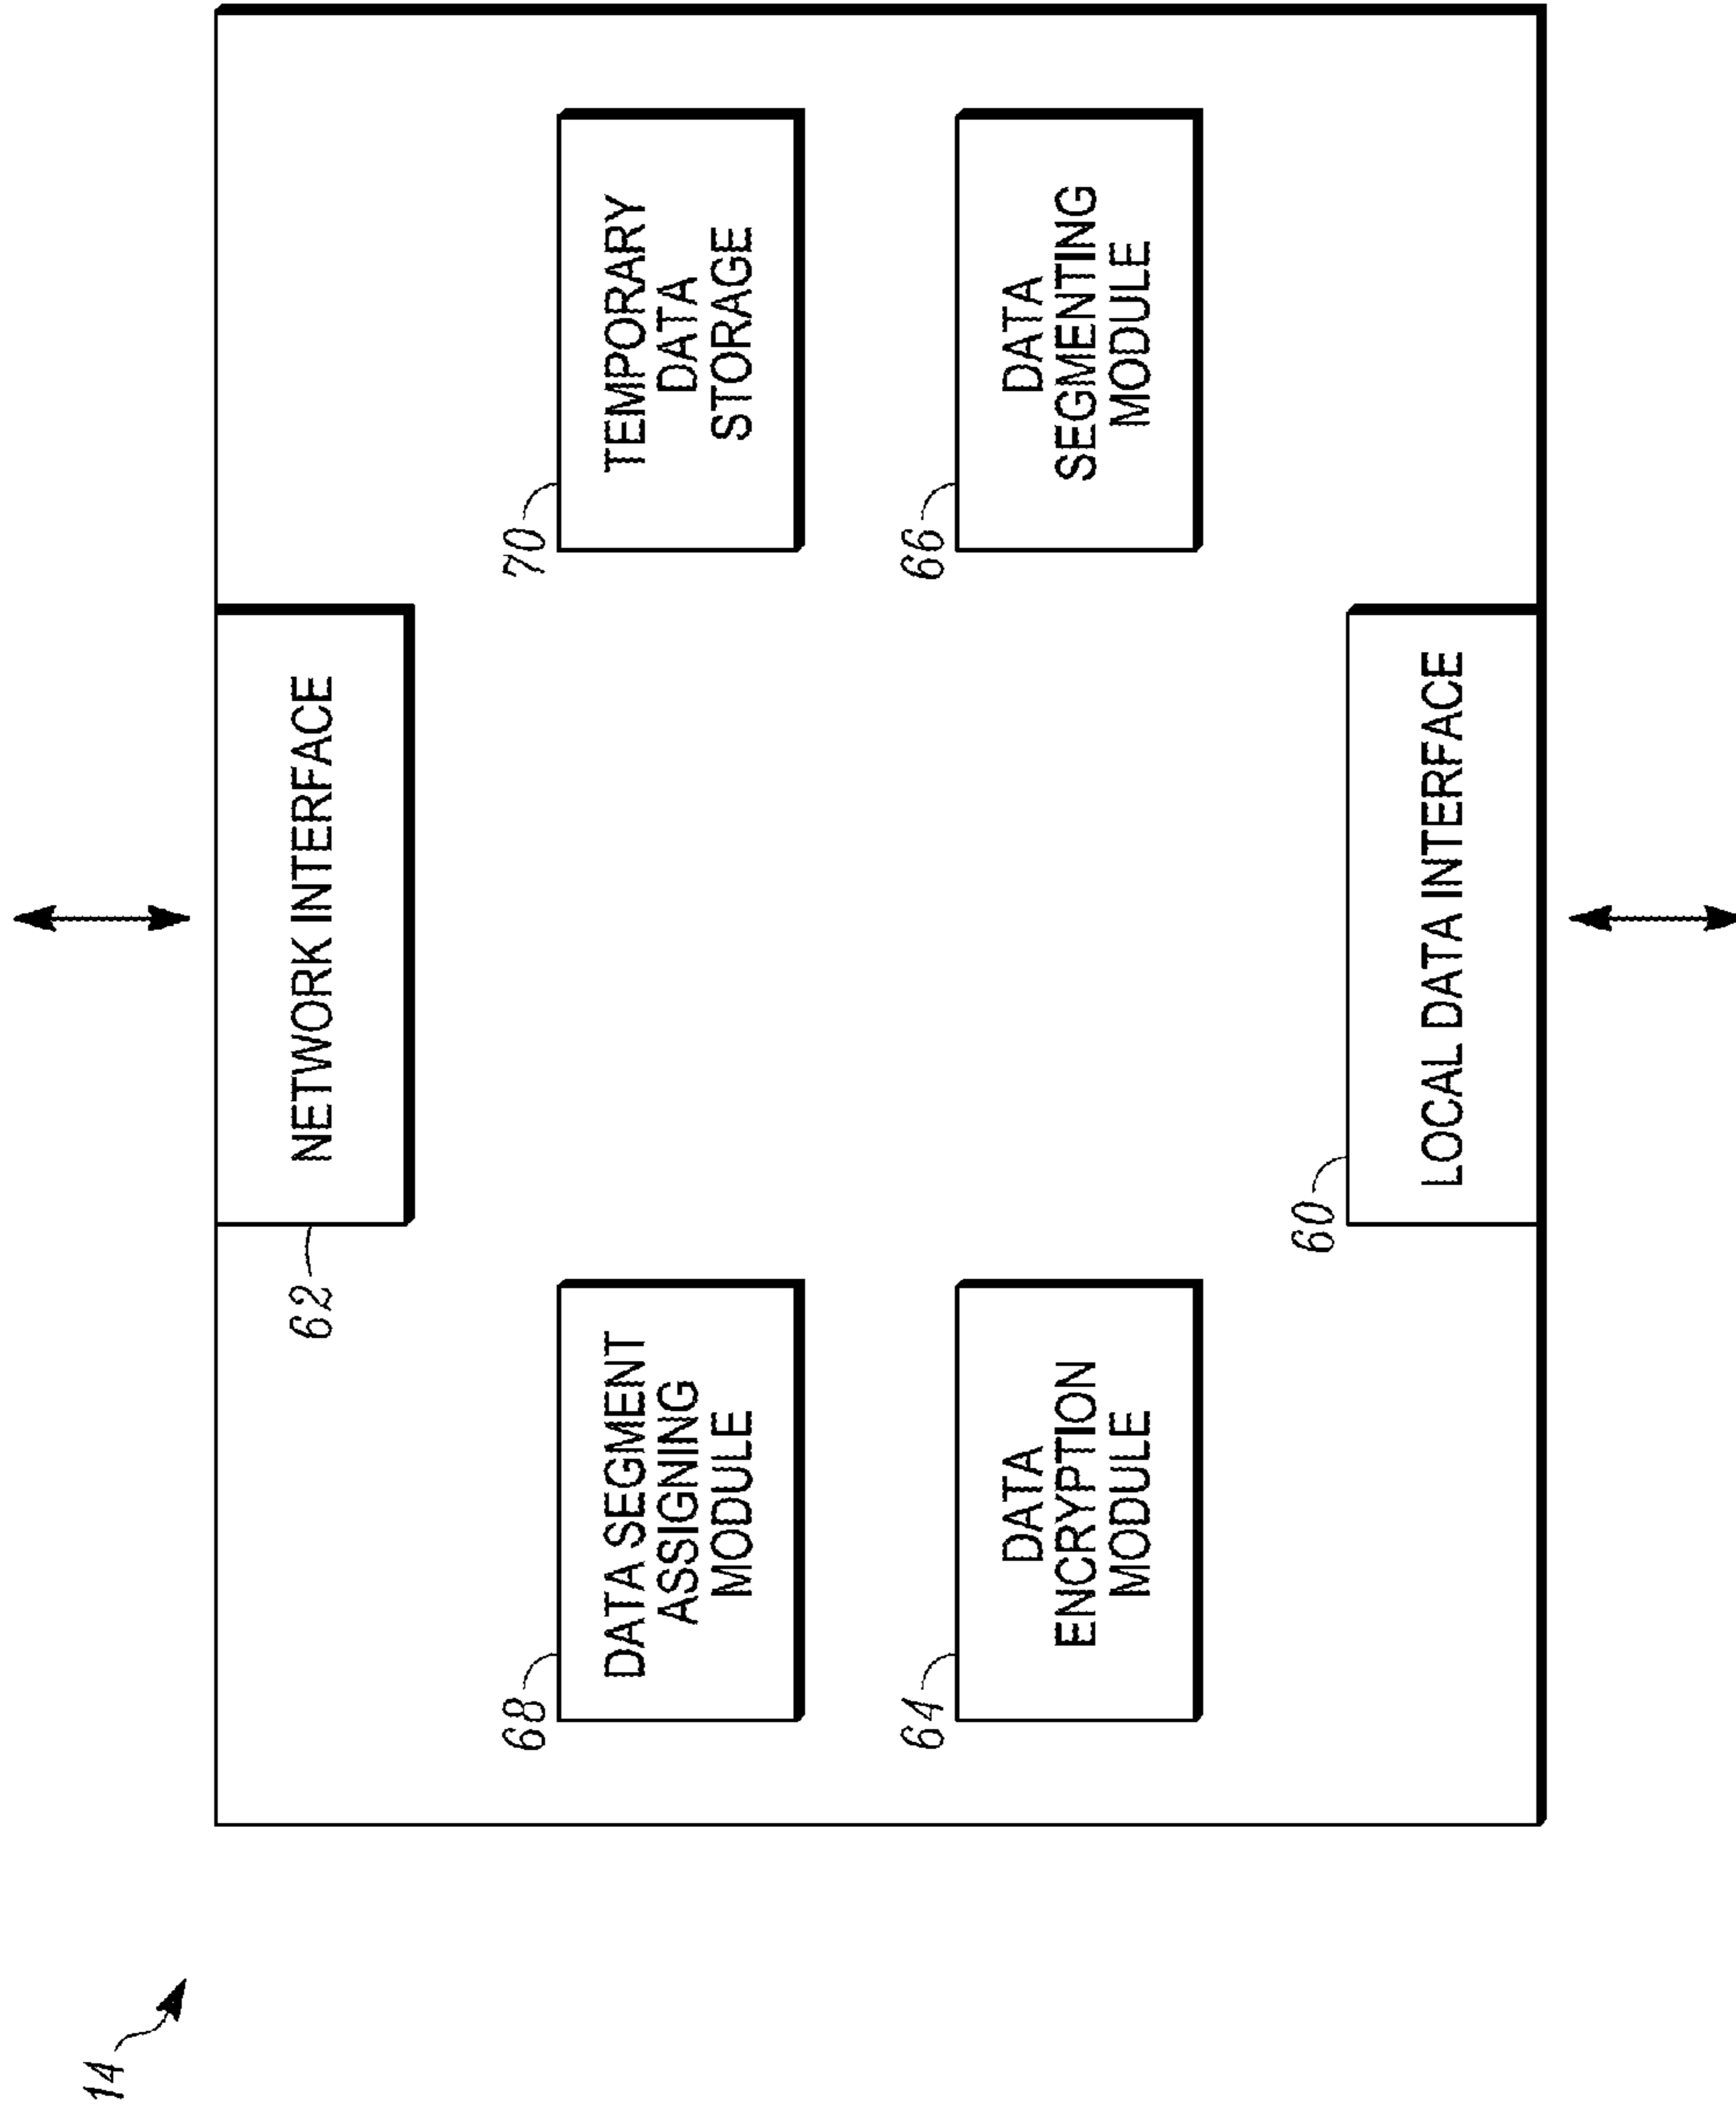 14
62
NETWORK INTERFACE
68
DATA SEGMENT
ASSIGNING
MODULE
70
TEMPORARY
DATA
STORAGE
64
DATA
ENCRYPTION
MODULE
66
DATA
SEGMENTING
MODULE
60
LOCAL DATA INTERFACE